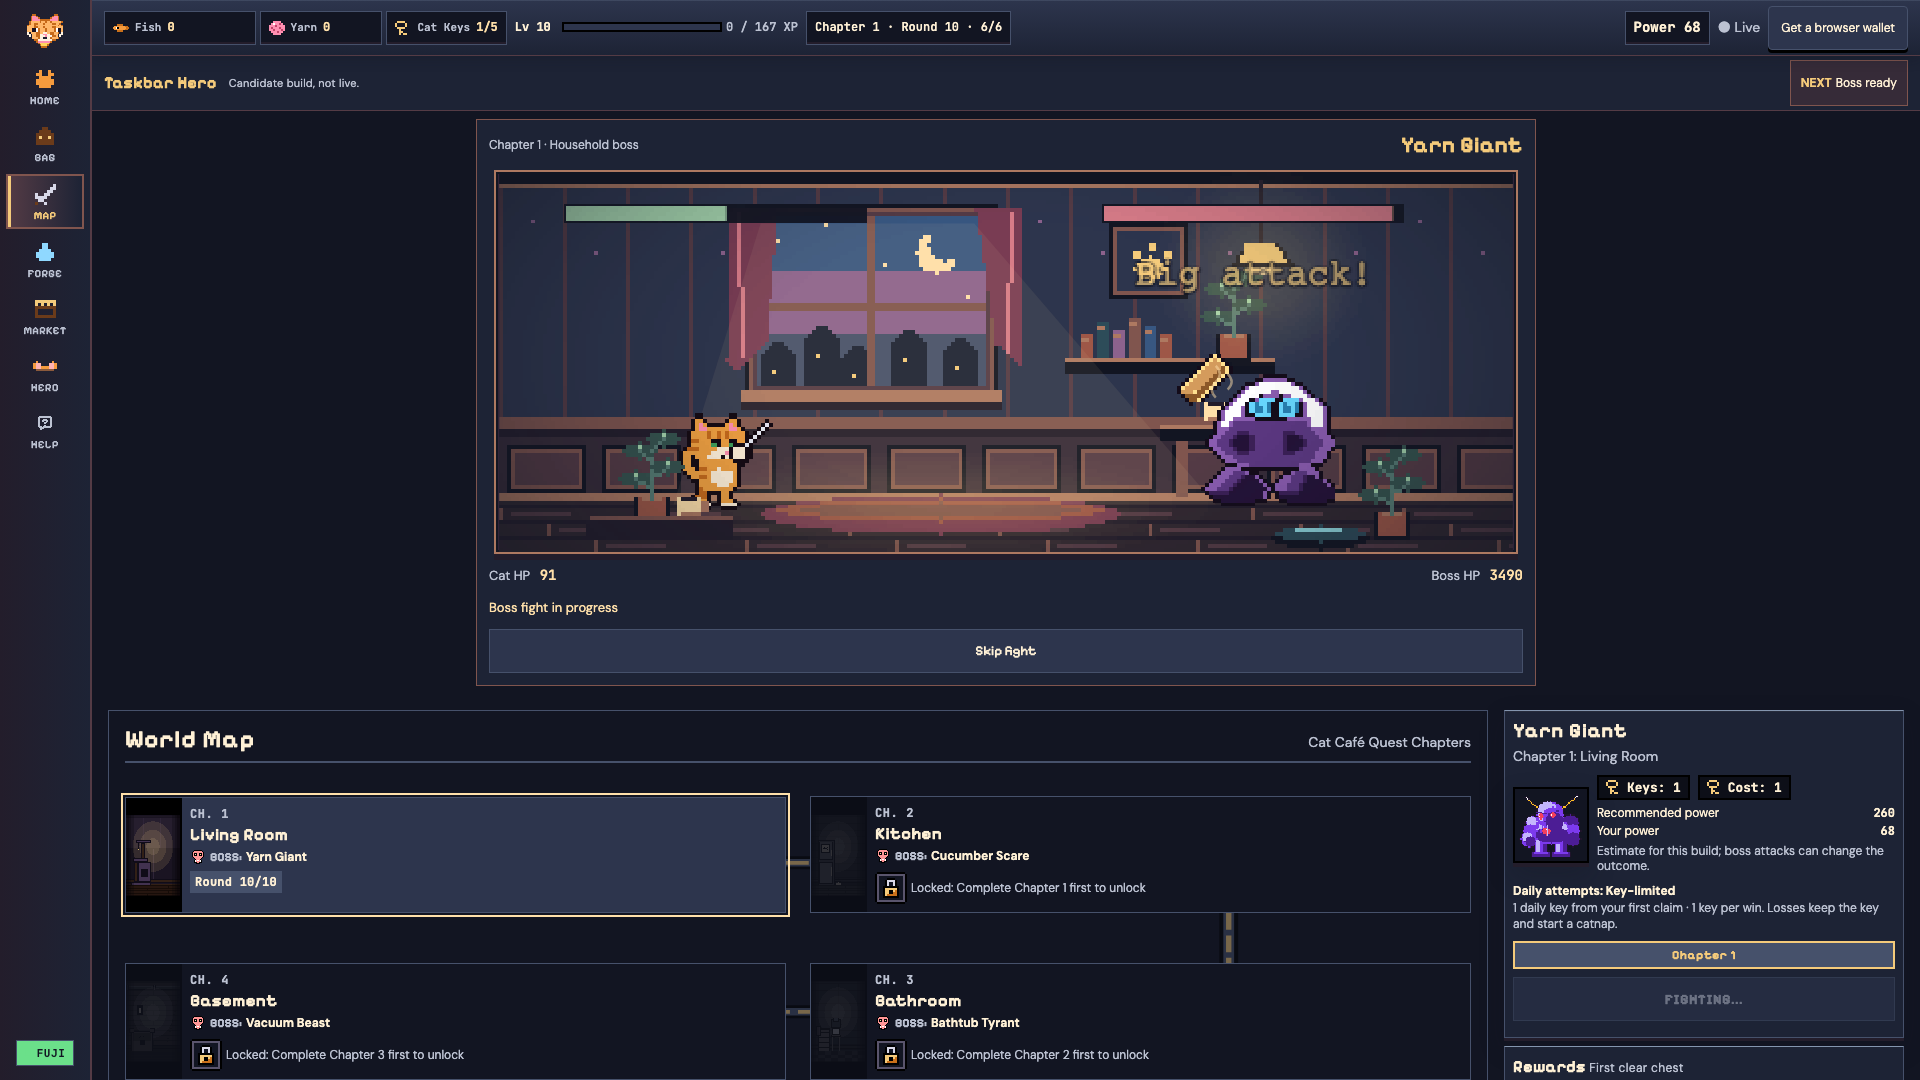 Fish 0
Yarn 0
Cat Keys 1/5
Lv 10
0 / 167 XP
Chapter 1 · Round 10 · 6/6
Power 68
Live
Get a browser wallet
Taskbar Hero
Candidate build, not live.
NEXT Boss ready
HOME
BAG
MAP
FORGE
MARKET
HERO
HELP
FUJI
Chapter 1 · Household boss
Yarn Giant
Big attack!
Cat HP 91
Boss HP 3490
Boss fight in progress
Skip fight
World Map
Cat Café Quest Chapters
CH. 1
Living Room
BOSS: Yarn Giant
Round 10/10
CH. 2
Kitchen
BOSS: Cucumber Scare
Locked: Complete Chapter 1 first to unlock
CH. 4
Basement
BOSS: Vacuum Beast
Locked: Complete Chapter 3 first to unlock
CH. 3
Bathroom
BOSS: Bathtub Tyrant
Locked: Complete Chapter 2 first to unlock
Yarn Giant
Chapter 1: Living Room
Keys: 1
Cost: 1
Recommended power 260
Your power 68
Estimate for this build; boss attacks can change the
outcome.
Daily attempts: Key-limited
1 daily key from your first claim · 1 key per win. Losses keep the key
and start a catnap.
Chapter 1
FIGHTING...
Rewards First clear chest